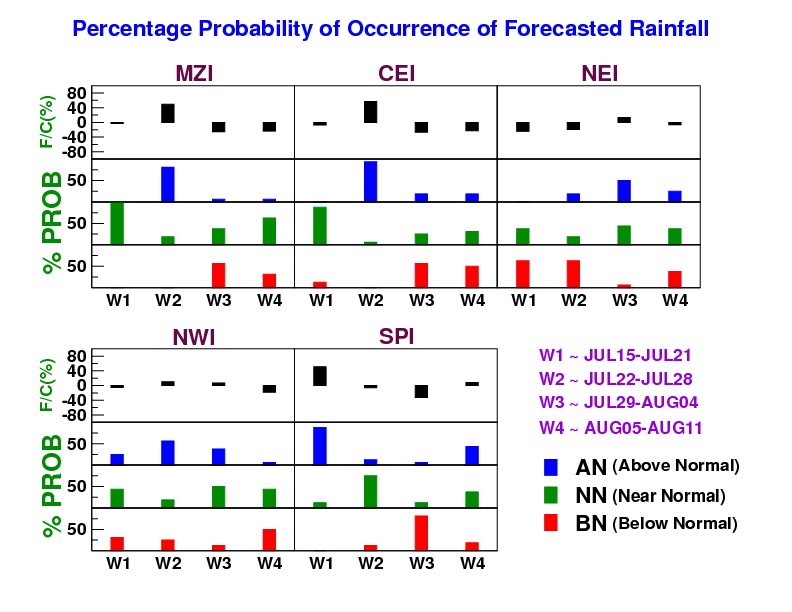 Percentage Probability of Occurrence of Forecasted Rainfall
MZI CEI NEI
F/C(%)
80
40
0
-40
-80
% PROB
50
50
50
W1 W2 W3 W4 W1 W2 W3 W4 W1 W2 W3 W4
NWI SPI
F/C(%)
80
40
0
-40
-80
% PROB
50
50
50
W1 W2 W3 W4 W1 W2 W3 W4
W1 ~ JUL15-JUL21
W2 ~ JUL22-JUL28
W3 ~ JUL29-AUG04
W4 ~ AUG05-AUG11
AN (Above Normal)
NN (Near Normal)
BN (Below Normal)